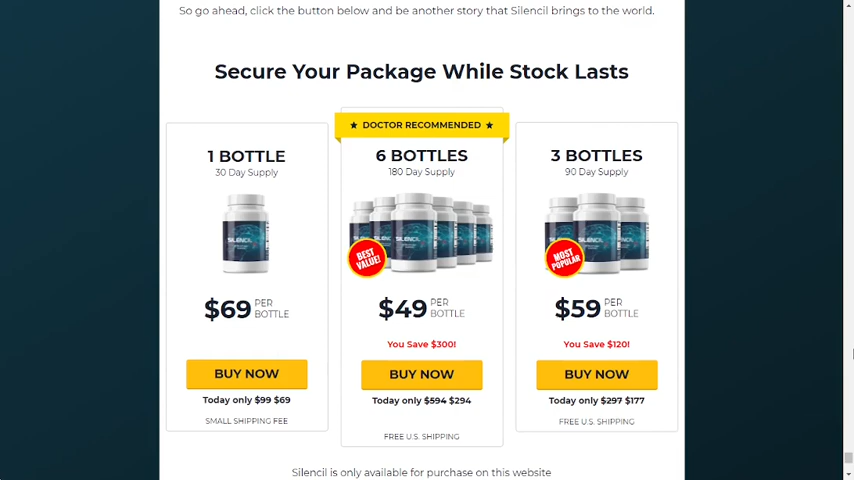 So go ahead, click the button below and be another story that Silencil brings to the world.
Secure Your Package While Stock Lasts
1 BOTTLE
30 Day Supply
SILENCIL
$69 PER BOTTLE
BUY NOW
Today only $99 $69
SMALL SHIPPING FEE
★ DOCTOR RECOMMENDED ★
6 BOTTLES
180 Day Supply
SILENCIL
BEST VALUE!
$49 PER BOTTLE
You Save $300!
BUY NOW
Today only $594 $294
FREE U.S. SHIPPING
3 BOTTLES
90 Day Supply
SILENCIL
MOST POPULAR
$59 PER BOTTLE
You Save $120!
BUY NOW
Today only $297 $177
FREE U.S. SHIPPING
Silencil is only available for purchase on this website